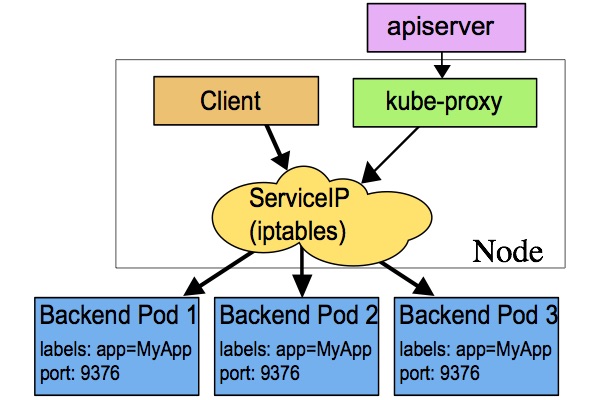 apiserver
Client
kube-proxy
ServiceIP
(iptables)
Node
Backend Pod 1
labels: app=MyApp
port: 9376
Backend Pod 2
labels: app=MyApp
port: 9376
Backend Pod 3
labels: app=MyApp
port: 9376